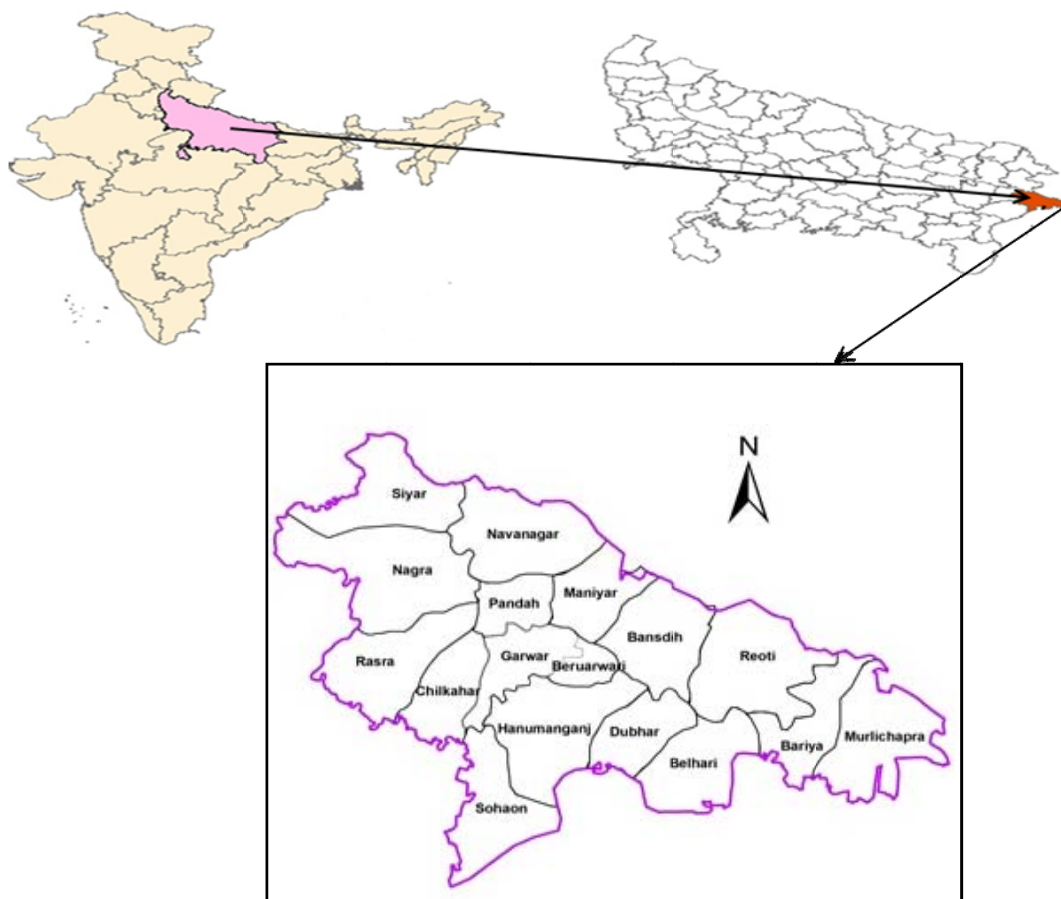 N
Siyar
Navanagar
Nagra
Maniyar
Pandah
Bansdih
Garwar
Reoti
Rasra
Beruarwari
Chilkahar
Hanumanganj
Dubhar
Murlichapra
Bariya
Belhari
Sohaon